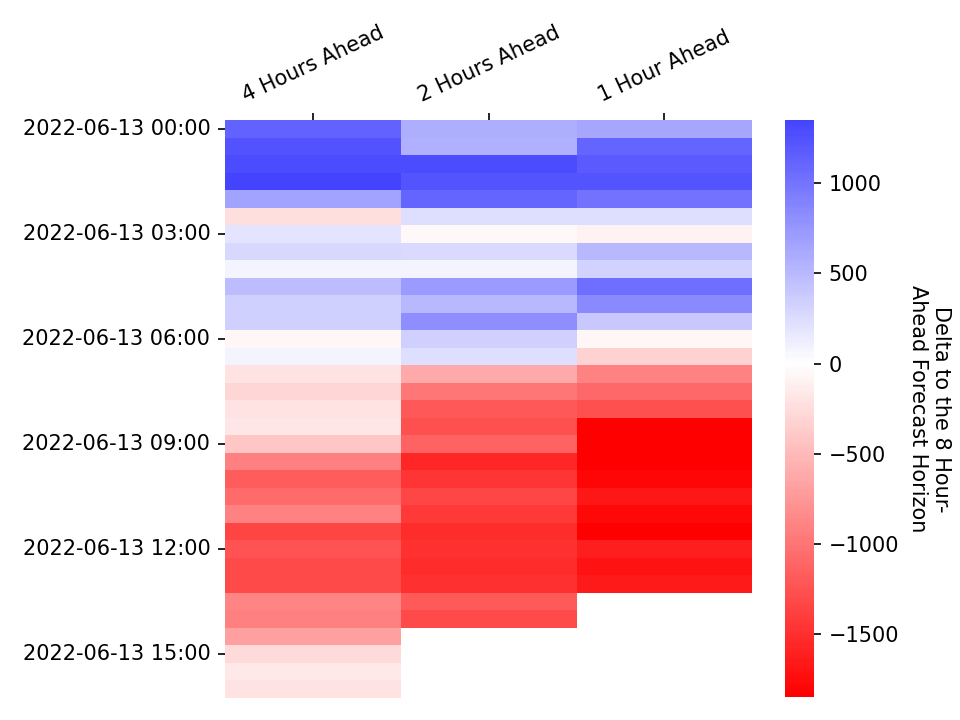 4 Hours Ahead
2 Hours Ahead
1 Hour Ahead
2022-06-13 00:00
2022-06-13 03:00
2022-06-13 06:00
2022-06-13 09:00
2022-06-13 12:00
2022-06-13 15:00
1000
500
0
−500
−1000
−1500
Delta to the 8 Hour-
Ahead Forecast Horizon